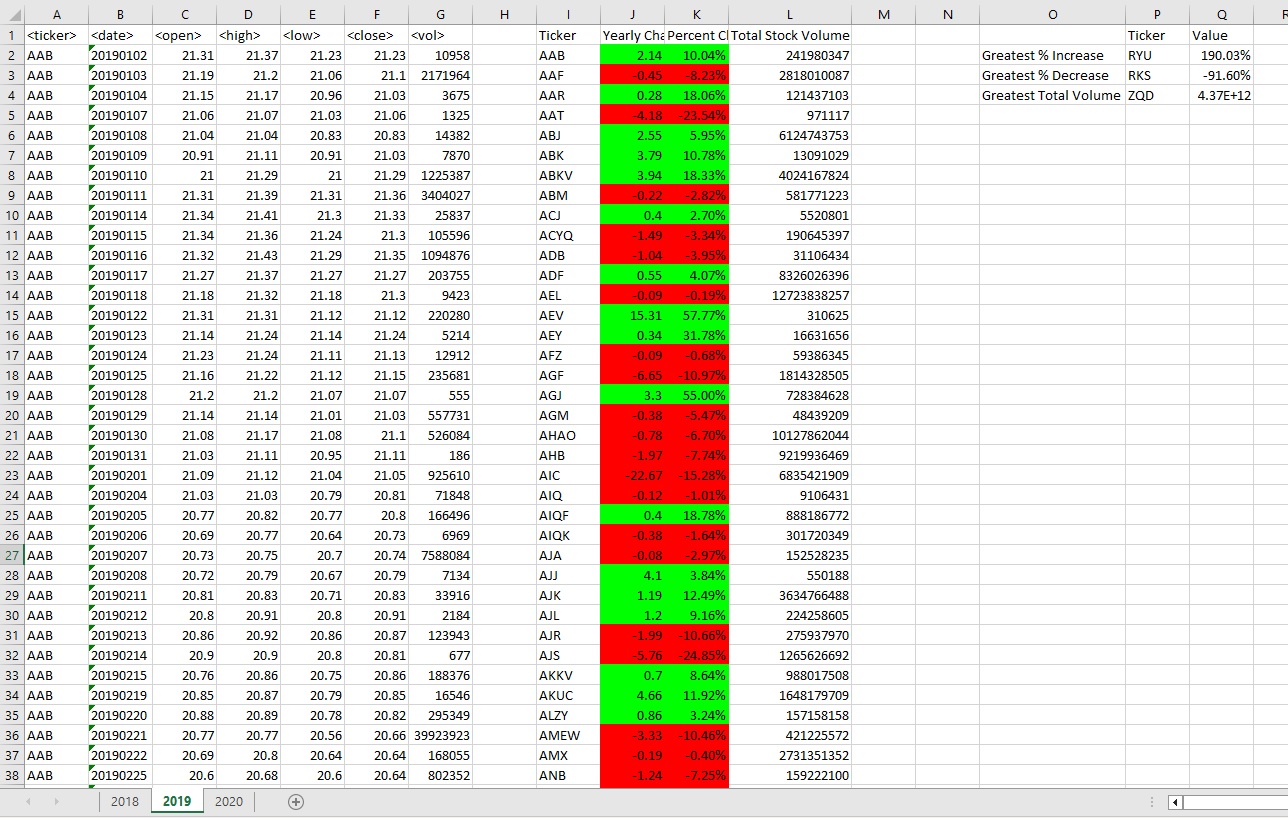 A B C D E F G H I J K L M N O P Q R
1 <ticker> <date> <open> <high> <low> <close> <vol> Ticker Yearly Cha Percent Cl Total Stock Volume Ticker Value
2 AAB 20190102 21.31 21.37 21.23 21.23 10958 AAB 2.14 10.04% 241980347 Greatest % Increase RYU 190.03%
3 AAB 20190103 21.19 21.2 21.06 21.1 2171964 AAF -0.45 -8.23% 2818010087 Greatest % Decrease RKS -91.60%
4 AAB 20190104 21.15 21.17 20.96 21.03 3675 AAR 0.28 18.06% 121437103 Greatest Total Volume ZQD 4.37E+12
5 AAB 20190107 21.06 21.07 21.03 21.06 1325 AAT -4.18 -23.54% 971117
6 AAB 20190108 21.04 21.04 20.83 20.83 14382 ABJ 2.55 5.95% 6124743753
7 AAB 20190109 20.91 21.11 20.91 21.03 7870 ABK 3.79 10.78% 13091029
8 AAB 20190110 21 21.29 21 21.29 1225387 ABKV 3.94 18.33% 4024167824
9 AAB 20190111 21.31 21.39 21.31 21.36 3404027 ABM -0.22 -2.82% 581771223
10 AAB 20190114 21.34 21.41 21.3 21.33 25837 ACJ 0.4 2.70% 5520801
11 AAB 20190115 21.34 21.36 21.24 21.3 105596 ACYQ -1.49 -3.34% 190645397
12 AAB 20190116 21.32 21.43 21.29 21.35 1094876 ADB -1.04 -3.95% 31106434
13 AAB 20190117 21.27 21.37 21.27 21.27 203755 ADF 0.55 4.07% 8326026396
14 AAB 20190118 21.18 21.32 21.18 21.3 9423 AEL -0.09 -0.19% 12723838257
15 AAB 20190122 21.31 21.31 21.12 21.12 220280 AEV 15.31 57.77% 310625
16 AAB 20190123 21.14 21.24 21.14 21.24 5214 AEY 0.34 31.78% 16631656
17 AAB 20190124 21.23 21.24 21.11 21.13 12912 AFZ -0.09 -0.68% 59386345
18 AAB 20190125 21.16 21.22 21.12 21.15 235681 AGF -6.65 -10.97% 1814328505
19 AAB 20190128 21.2 21.2 21.07 21.07 555 AGJ 3.3 55.00% 728384628
20 AAB 20190129 21.14 21.14 21.01 21.03 557731 AGM -0.38 -5.47% 48439209
21 AAB 20190130 21.08 21.17 21.08 21.1 526084 AHAO -0.78 -6.70% 10127862044
22 AAB 20190131 21.03 21.11 20.95 21.11 186 AHB -1.97 -7.74% 9219936469
23 AAB 20190201 21.09 21.12 21.04 21.05 925610 AIC -22.67 -15.28% 6835421909
24 AAB 20190204 21.03 21.03 20.79 20.81 71848 AIQ -0.12 -1.01% 9106431
25 AAB 20190205 20.77 20.82 20.77 20.8 166496 AIQF 0.4 18.78% 888186772
26 AAB 20190206 20.69 20.77 20.64 20.73 6969 AIQK -0.38 -1.64% 301720349
27 AAB 20190207 20.73 20.75 20.7 20.74 7588084 AJA -0.08 -2.97% 152528235
28 AAB 20190208 20.72 20.79 20.67 20.79 7134 AJJ 4.1 3.84% 550188
29 AAB 20190211 20.81 20.83 20.71 20.83 33916 AJK 1.19 12.49% 3634766488
30 AAB 20190212 20.8 20.91 20.8 20.91 2184 AJL 1.2 9.16% 224258605
31 AAB 20190213 20.86 20.92 20.86 20.87 123943 AJR -1.99 -10.66% 275937970
32 AAB 20190214 20.9 20.9 20.8 20.81 677 AJS -5.76 -24.85% 1265626692
33 AAB 20190215 20.76 20.86 20.75 20.86 188376 AKKV 0.7 8.64% 988017508
34 AAB 20190219 20.85 20.87 20.79 20.85 16546 AKUC 4.66 11.92% 1648179709
35 AAB 20190220 20.88 20.89 20.78 20.82 295349 ALZY 0.86 3.24% 157158158
36 AAB 20190221 20.77 20.77 20.56 20.66 39923923 AMEW -3.33 -10.46% 421225572
37 AAB 20190222 20.69 20.8 20.64 20.64 168055 AMX -0.19 -0.40% 2731351352
38 AAB 20190225 20.6 20.68 20.6 20.64 802352 ANB -1.24 -7.25% 159222100
2018 2019 2020